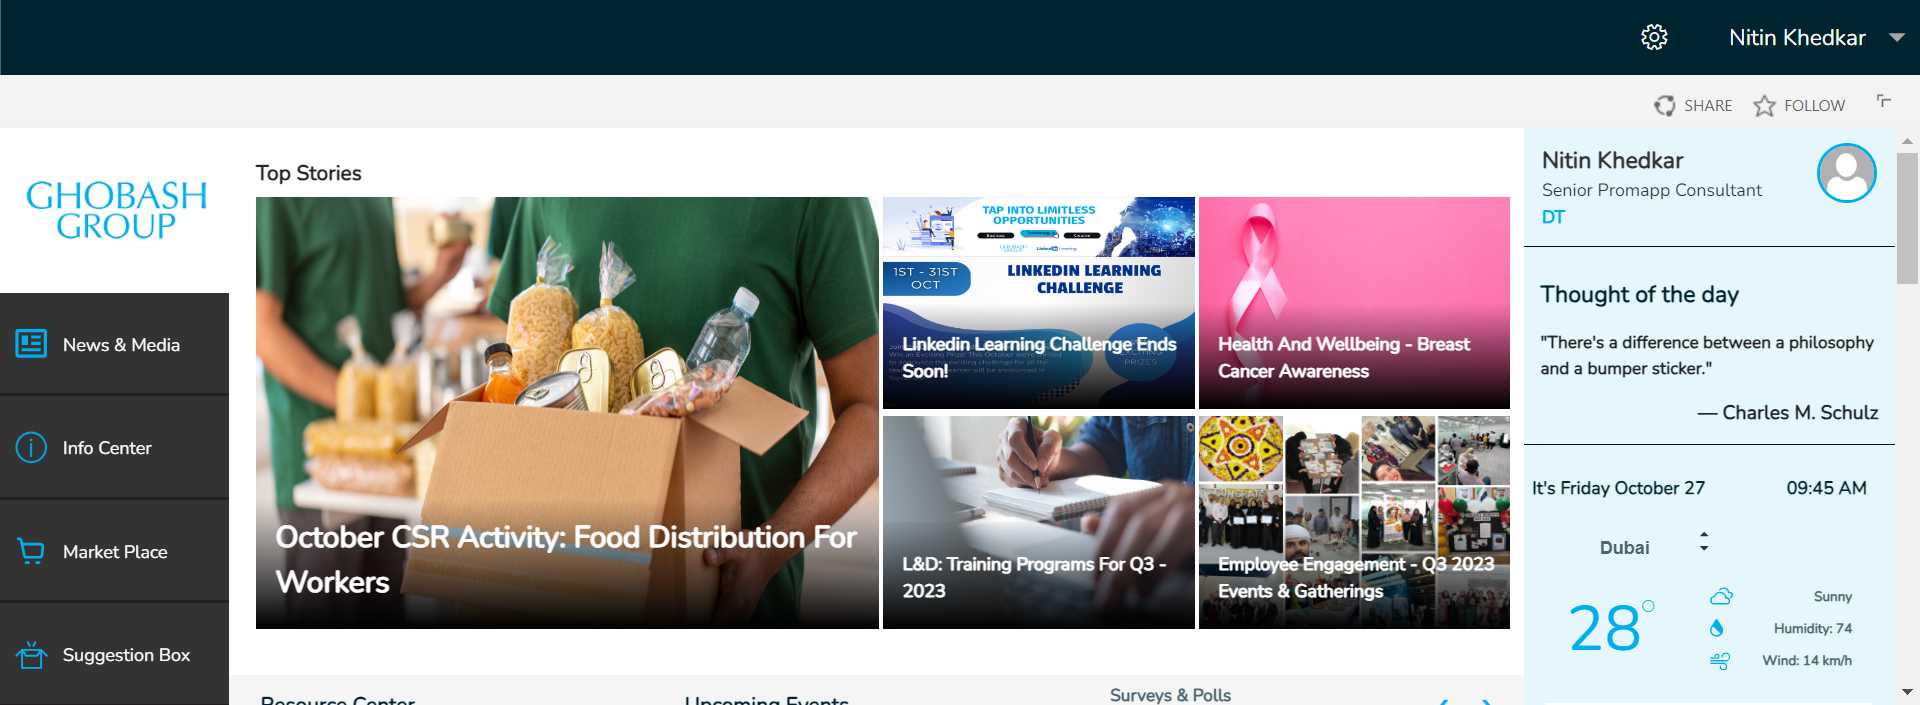 Nitin Khedkar
SHARE
FOLLOW
GHOBASH
GROUP
News & Media
Info Center
Market Place
Suggestion Box
Top Stories
October CSR Activity: Food Distribution For
Workers
TAP INTO LIMITLESS
OPPORTUNITIES
1ST - 31ST
OCT
LINKEDIN LEARNING
CHALLENGE
Linkedin Learning Challenge Ends
Soon!
Health And Wellbeing - Breast
Cancer Awareness
L&D: Training Programs For Q3 -
2023
Employee Engagement - Q3 2023
Events & Gatherings
Nitin Khedkar
Senior Promapp Consultant
DT
Thought of the day
"There's a difference between a philosophy
and a bumper sticker."
— Charles M. Schulz
It's Friday October 27
09:45 AM
Dubai
28°
Sunny
Humidity: 74
Wind: 14 km/h
Resource Center
Upcoming Events
Surveys & Polls